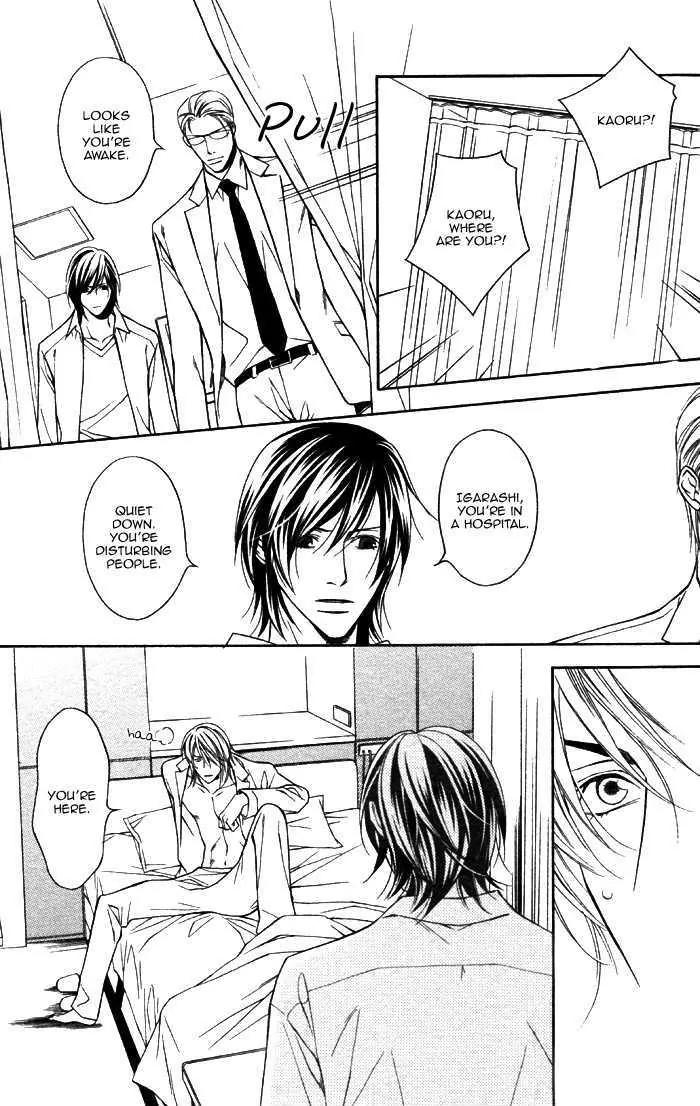 KAORU?!
KAORU,
WHERE
ARE YOU?!
Pull
LOOKS
LIKE
YOU'RE
AWAKE.
IGARASHI,
YOU'RE IN
A HOSPITAL.
QUIET
DOWN.
YOU'RE
DISTURBING
PEOPLE.
haa
YOU'RE
HERE.